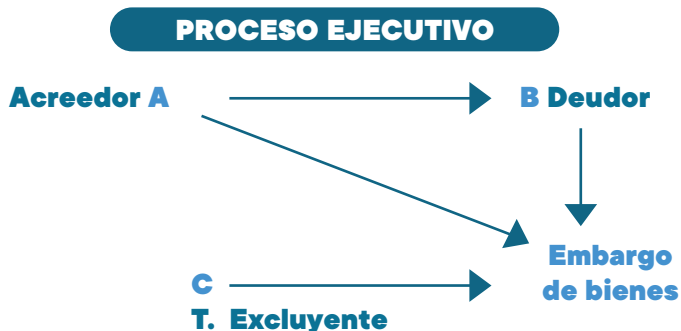 PROCESO EJECUTIVO
Acreedor A
B Deudor
Embargo
de bienes
C
T. Excluyente